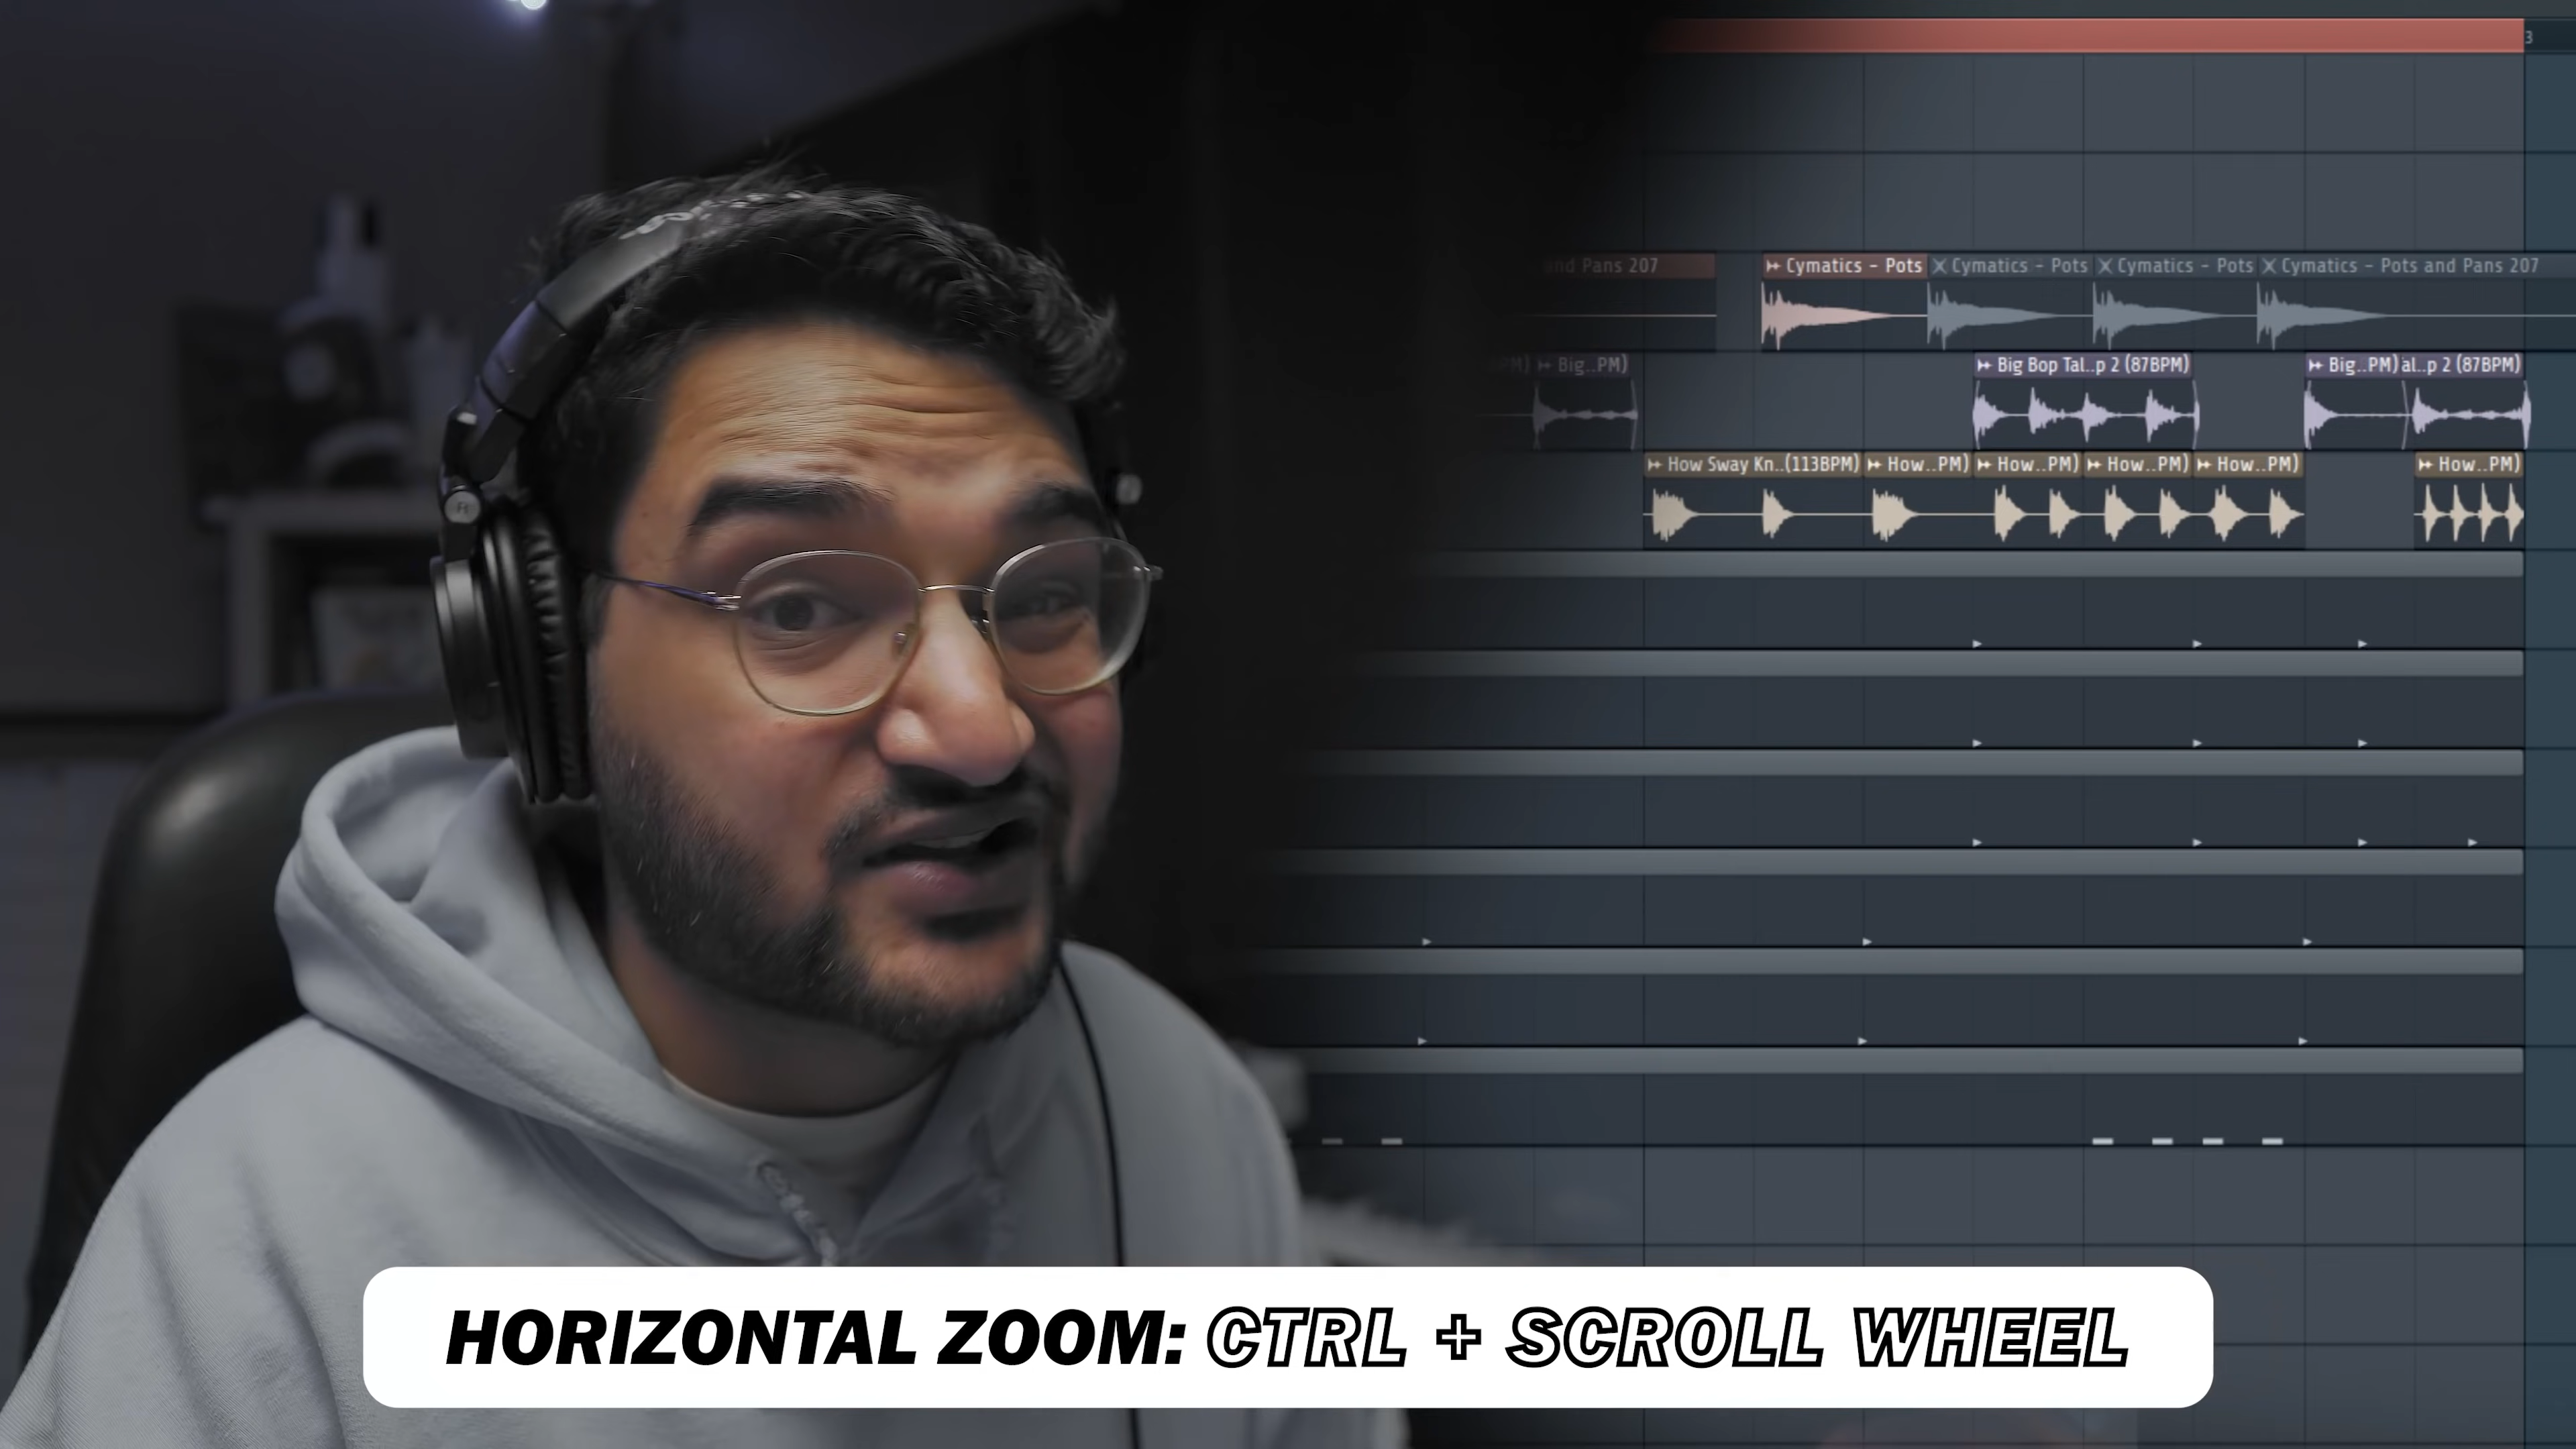 3
and Pans 207
Cymatics - Pots
Cymatics - Pots
Cymatics - Pots
Cymatics - Pots and Pans 207
PM)
Big..PM)
Big Bop Tal..p 2 (87BPM)
Big..PM)
al..p 2 (87BPM)
How Sway Kn..(113BPM)
How..PM)
How..PM)
How..PM)
How..PM)
How..PM)
HORIZONTAL ZOOM: CTRL + SCROLL WHEEL